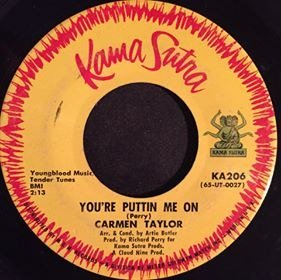 Kama Sutra
KAMA SUTRA
Youngblood Music,
Tender Tunes
BMI
2:13
KA206
(65-UT-0027)
YOU'RE PUTTIN ME ON
(Perry)
CARMEN TAYLOR
Arr. & Cond. by Artie Butler
Prod. by Richard Perry for
Kama Sutra Prods.
A Cloud Nine Prod.